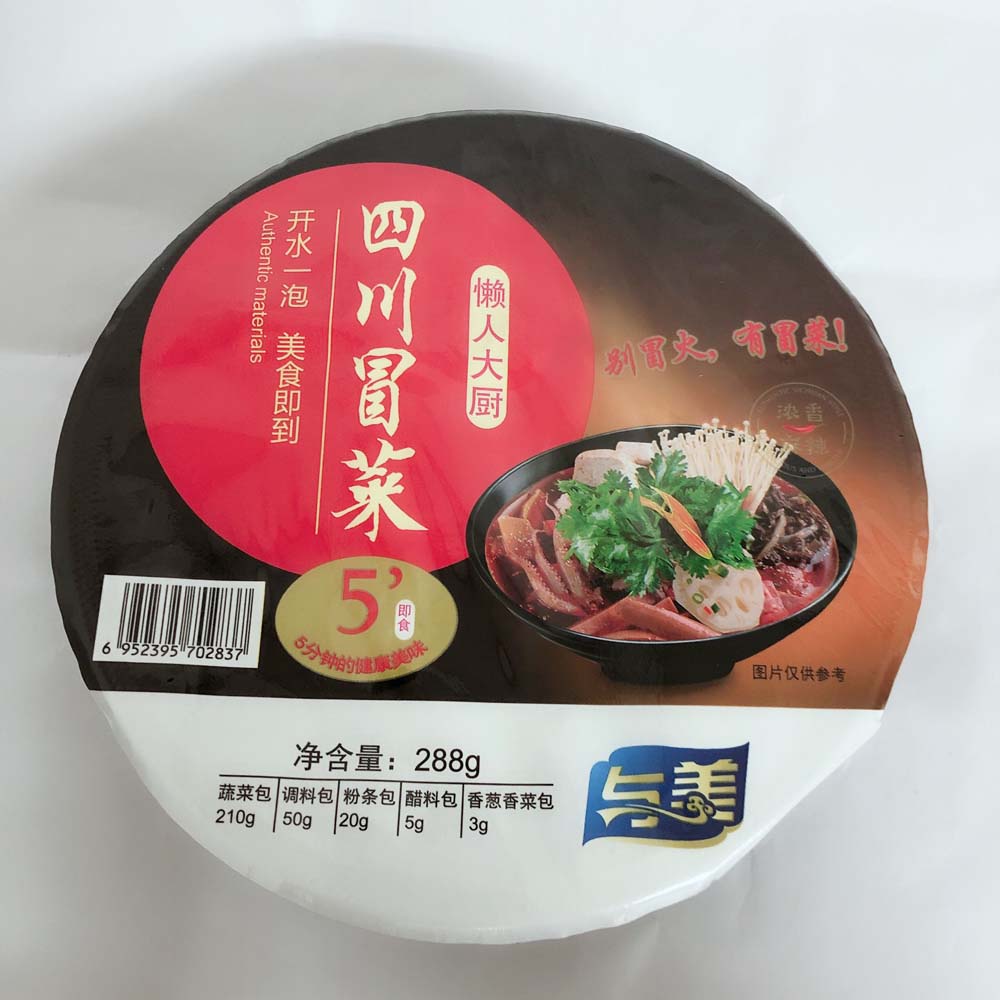 四川冒菜
懒人大厨
开水一泡 美食即到
Authentic materials
别冒火，有冒菜！
浓香
5'
即食
5分钟的健康美味
6 952395 702837
图片仅供参考
净含量：288g
蔬菜包 调料包 粉条包 醋料包 香葱香菜包
210g 50g 20g 5g 3g
与美